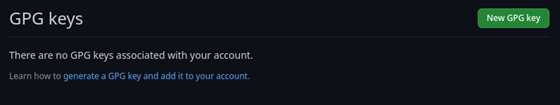 GPG keys
New GPG key
There are no GPG keys associated with your account.
Learn how to generate a GPG key and add it to your account.